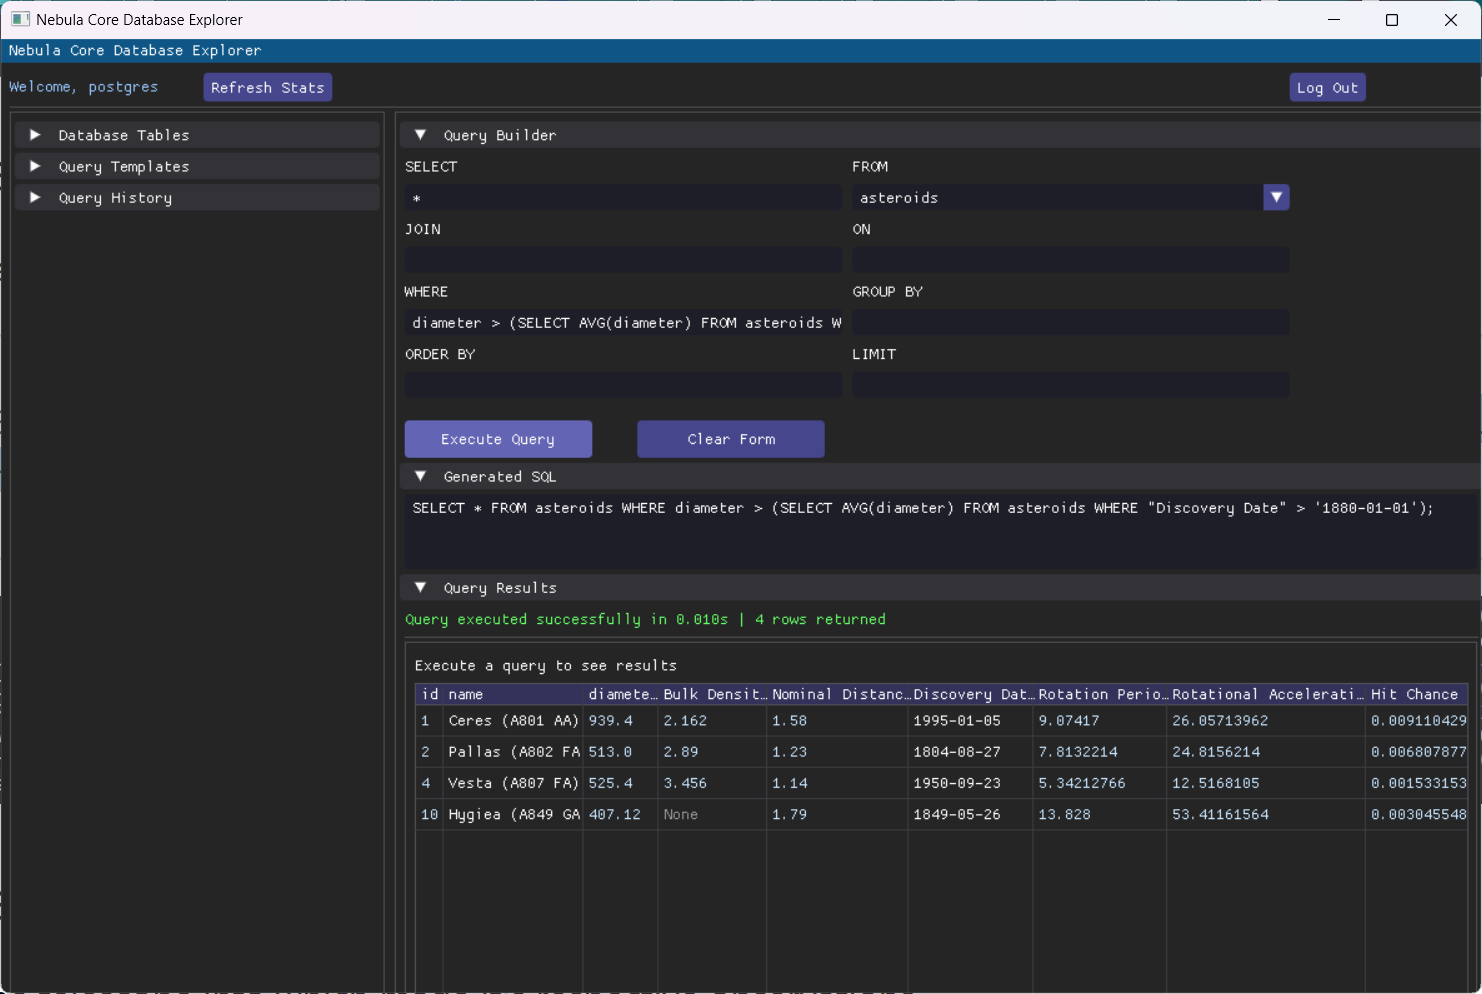 Nebula Core Database Explorer
Nebula Core Database Explorer
Welcome, postgres Refresh Stats Log Out
Database Tables
Query Templates
Query History
Query Builder
SELECT FROM
* asteroids
JOIN ON
WHERE GROUP BY
diameter > (SELECT AVG(diameter) FROM asteroids W
ORDER BY LIMIT
Execute Query Clear Form
Generated SQL
SELECT * FROM asteroids WHERE diameter > (SELECT AVG(diameter) FROM asteroids WHERE "Discovery Date" > '1880-01-01');
Query Results
Query executed successfully in 0.010s | 4 rows returned
Execute a query to see results
id name diamete… Bulk Densit… Nominal Distanc… Discovery Dat… Rotation Perio… Rotational Accelerati… Hit Chance
1 Ceres (A801 AA) 939.4 2.162 1.58 1995-01-05 9.07417 26.05713962 0.009110429
2 Pallas (A802 FA 513.0 2.89 1.23 1804-08-27 7.8132214 24.8156214 0.006807877
4 Vesta (A807 FA) 525.4 3.456 1.14 1950-09-23 5.34212766 12.5168105 0.001533153
10 Hygiea (A849 GA 407.12 None 1.79 1849-05-26 13.828 53.41161564 0.003045548